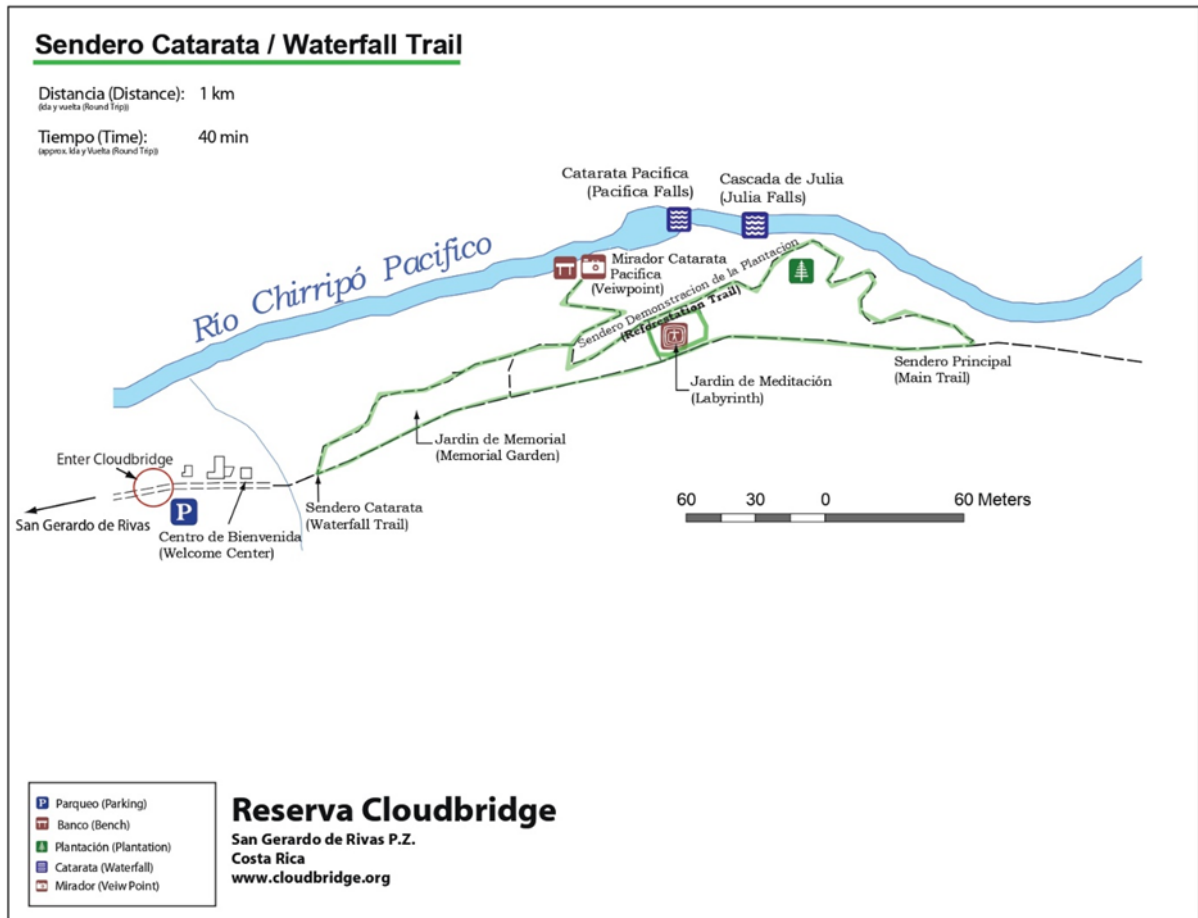 Sendero Catarata / Waterfall Trail
Distancia (Distance): 1 km
(Ida y vuelta (Round Trip))
Tiempo (Time): 40 min
(approx. Ida y Vuelta (Round Trip))
Catarata Pacifica
(Pacifica Falls)
Cascada de Julia
(Julia Falls)
Río Chirripó Pacifico
Mirador Catarata
Pacifica
(Veiwpoint)
Sendero Demonstracion de la Plantacion
(Reforestation Trail)
Sendero Principal
(Main Trail)
Jardin de Meditación
(Labyrinth)
Jardin de Memorial
(Memorial Garden)
Enter Cloudbridge
P
San Gerardo de Rivas
Centro de Bienvenida
(Welcome Center)
Sendero Catarata
(Waterfall Trail)
60 30 0 60 Meters
P Parqueo (Parking)
Banco (Bench)
Plantación (Plantation)
Catarata (Waterfall)
Mirador (Veiw Point)
Reserva Cloudbridge
San Gerardo de Rivas P.Z.
Costa Rica
www.cloudbridge.org